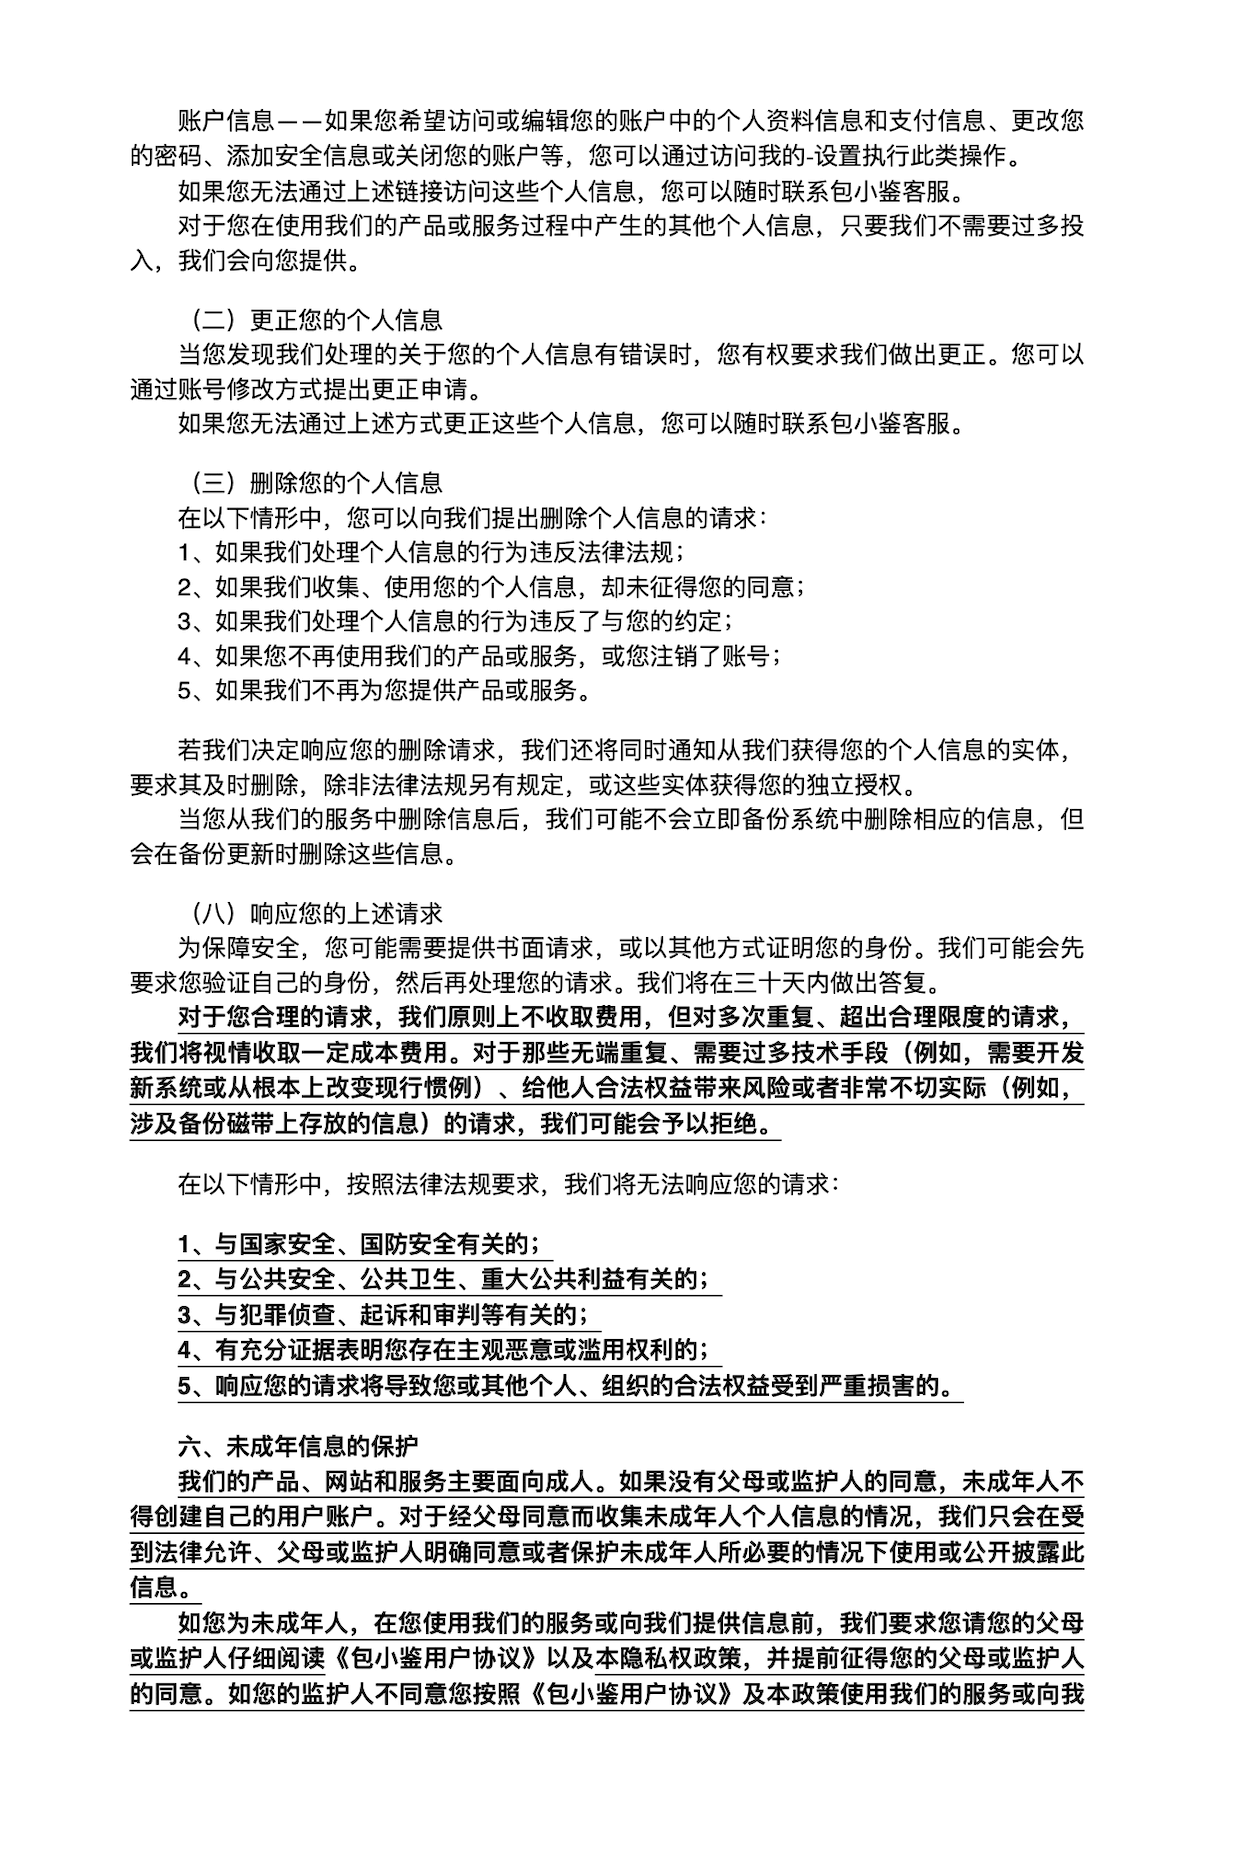 账户信息——如果您希望访问或编辑您的账户中的个人资料信息和支付信息、更改您
的密码、添加安全信息或关闭您的账户等，您可以通过访问我的-设置执行此类操作。
如果您无法通过上述链接访问这些个人信息，您可以随时联系包小鉴客服。
对于您在使用我们的产品或服务过程中产生的其他个人信息，只要我们不需要过多投
入，我们会向您提供。
（二）更正您的个人信息
当您发现我们处理的关于您的个人信息有错误时，您有权要求我们做出更正。您可以
通过账号修改方式提出更正申请。
如果您无法通过上述方式更正这些个人信息，您可以随时联系包小鉴客服。
（三）删除您的个人信息
在以下情形中，您可以向我们提出删除个人信息的请求：
1、如果我们处理个人信息的行为违反法律法规；
2、如果我们收集、使用您的个人信息，却未征得您的同意；
3、如果我们处理个人信息的行为违反了与您的约定；
4、如果您不再使用我们的产品或服务，或您注销了账号；
5、如果我们不再为您提供产品或服务。
若我们决定响应您的删除请求，我们还将同时通知从我们获得您的个人信息的实体，
要求其及时删除，除非法律法规另有规定，或这些实体获得您的独立授权。
当您从我们的服务中删除信息后，我们可能不会立即备份系统中删除相应的信息，但
会在备份更新时删除这些信息。
（八）响应您的上述请求
为保障安全，您可能需要提供书面请求，或以其他方式证明您的身份。我们可能会先
要求您验证自己的身份，然后再处理您的请求。我们将在三十天内做出答复。
对于您合理的请求，我们原则上不收取费用，但对多次重复、超出合理限度的请求，
我们将视情收取一定成本费用。对于那些无端重复、需要过多技术手段（例如，需要开发
新系统或从根本上改变现行惯例）、给他人合法权益带来风险或者非常不切实际（例如，
涉及备份磁带上存放的信息）的请求，我们可能会予以拒绝。
在以下情形中，按照法律法规要求，我们将无法响应您的请求：
1、与国家安全、国防安全有关的；
2、与公共安全、公共卫生、重大公共利益有关的；
3、与犯罪侦查、起诉和审判等有关的；
4、有充分证据表明您存在主观恶意或滥用权利的；
5、响应您的请求将导致您或其他个人、组织的合法权益受到严重损害的。
六、未成年信息的保护
我们的产品、网站和服务主要面向成人。如果没有父母或监护人的同意，未成年人不
得创建自己的用户账户。对于经父母同意而收集未成年人个人信息的情况，我们只会在受
到法律允许、父母或监护人明确同意或者保护未成年人所必要的情况下使用或公开披露此
信息。
如您为未成年人，在您使用我们的服务或向我们提供信息前，我们要求您请您的父母
或监护人仔细阅读《包小鉴用户协议》以及本隐私权政策，并提前征得您的父母或监护人
的同意。如您的监护人不同意您按照《包小鉴用户协议》及本政策使用我们的服务或向我